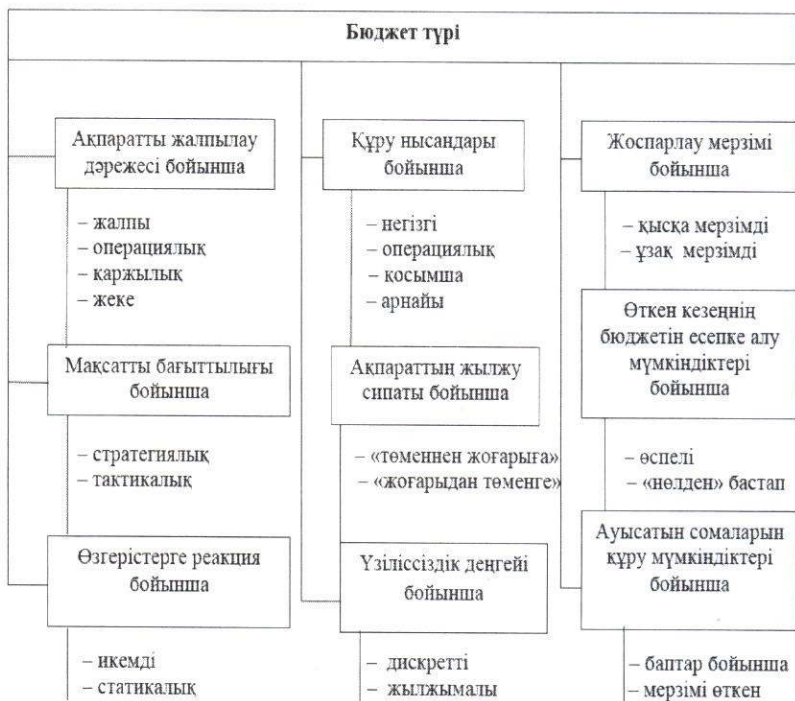 Бюджет түрі
Ақпаратты жалпылау
дәрежесі бойынша
– жалпы
– операциялық
– қаржылық
– жеке
Мақсатты бағыттылығы
бойынша
– стратегиялық
– тактикалық
Өзгерістерге реакция
бойынша
– икемді
– статикалық
Құру нысандары
бойынша
– негізгі
– операциялық
– қосымша
– арнайы
Ақпараттың жылжу
сипаты бойынша
– «төменнен жоғарыға»
– «жоғарыдан төменге»
Үзіліссіздік деңгейі
бойынша
– дискретті
– жылжымалы
Жоспарлау мерзімі
бойынша
– қысқа мерзімді
– ұзақ мерзімді
Өткен кезеңнің
бюджетін есепке алу
мүмкіндіктері
бойынша
– өспелі
– «нөлден» бастап
Ауысатын сомаларын
құру мүмкіндіктері
бойынша
– баптар бойынша
– мерзімі өткен